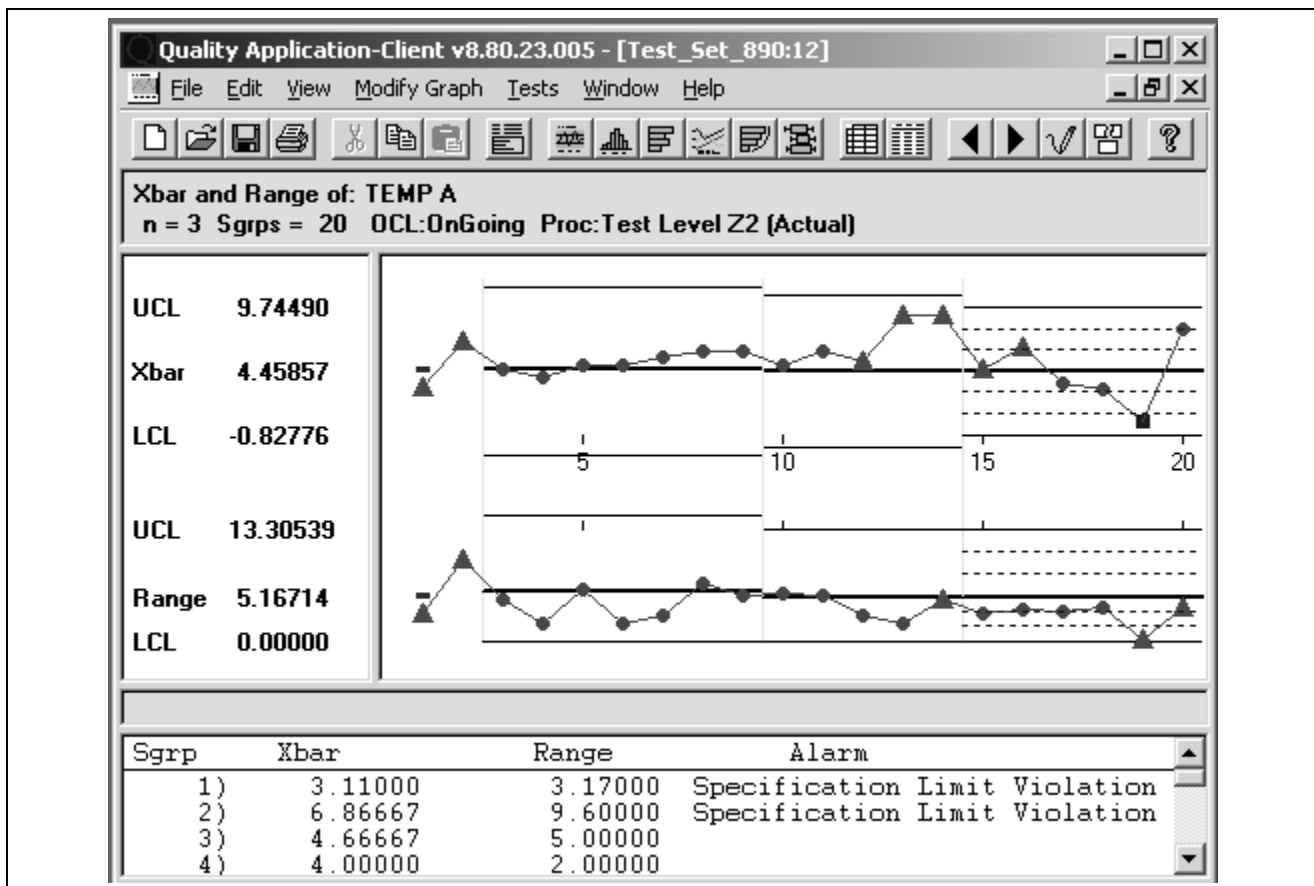 Quality Application-Client v8.80.23.005 - [Test_Set_890:12]
File Edit View Modify Graph Tests Window Help
Xbar and Range of: TEMP A
n = 3 Sgrps = 20 OCL:OnGoing Proc:Test Level Z2 (Actual)
UCL 9.74490
Xbar 4.45857
LCL -0.82776
5 10 15 20
UCL 13.30539
Range 5.16714
LCL 0.00000
Sgrp Xbar Range Alarm
1) 3.11000 3.17000 Specification Limit Violation
2) 6.86667 9.60000 Specification Limit Violation
3) 4.66667 5.00000
4) 4.00000 2.00000